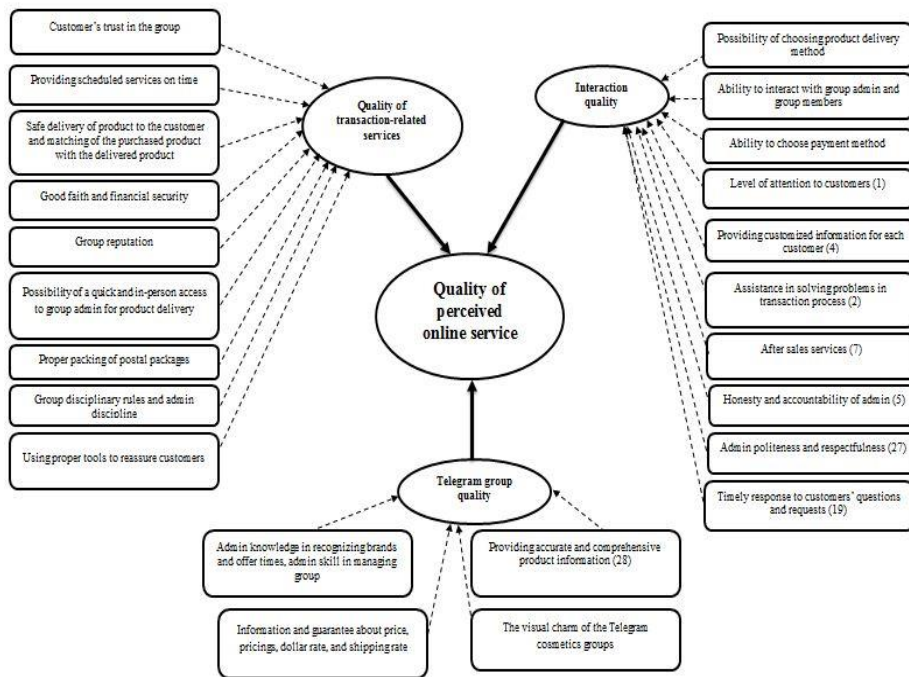 Customer's trust in the group
Providing scheduled services on time
Safe delivery of product to the customer
and matching of the purchased product
with the delivered product
Good faith and financial security
Group reputation
Possibility of a quick and in-person access
to group admin for product delivery
Proper packing of postal packages
Group disciplinary rules and admin
discipline
Using proper tools to reassure customers
Quality of
transaction-related
services
Interaction
quality
Possibility of choosing product delivery
method
Ability to interact with group admin and
group members
Ability to choose payment method
Level of attention to customers (1)
Providing customized information for each
customer (4)
Assistance in solving problems in
transaction process (2)
After sales services (7)
Honesty and accountability of admin (5)
Admin politeness and respectfulness (27)
Timely response to customers' questions
and requests (19)
Quality of
perceived
online service
Telegram group
quality
Admin knowledge in recognizing brands
and offer times, admin skill in managing
group
Providing accurate and comprehensive
product information (28)
Information and guarantee about price,
pricings, dollar rate, and shipping rate
The visual charm of the Telegram
cosmetics groups